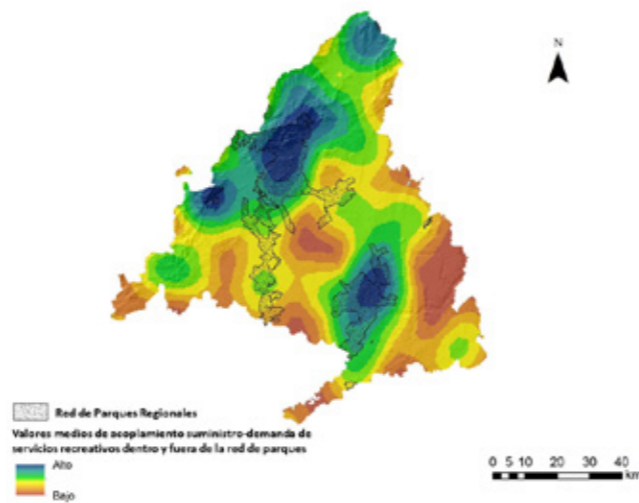 N
Red de Parques Regionales
Valores medios de acoplamiento suministro-demanda de
servicios recreativos dentro y fuera de la red de parques
Alto
Bajo
0 5 10 20 30 40
km